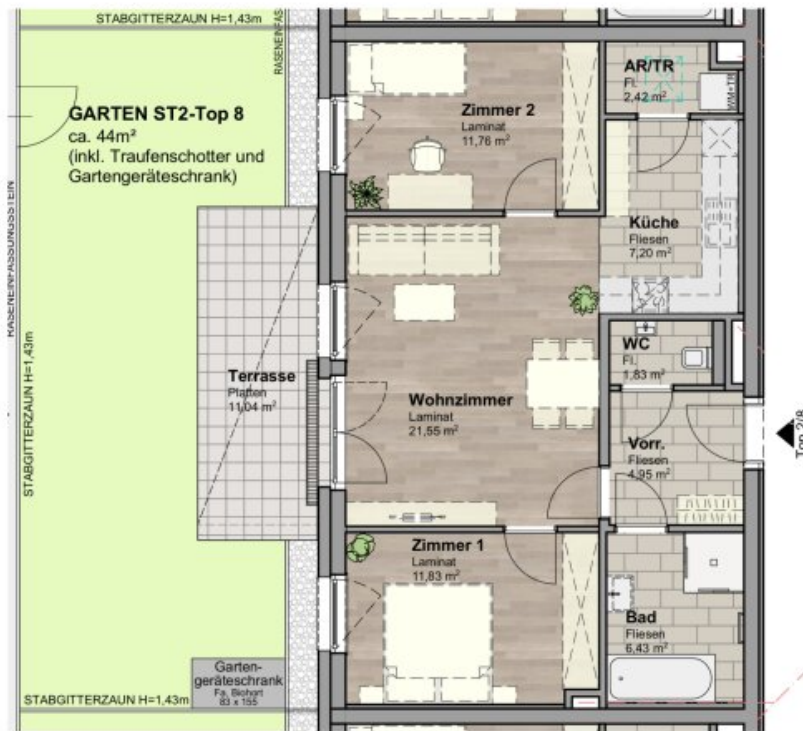 STABGITTERZAUN H=1,43m
RASENEINFAS
GARTEN ST2-Top 8
ca. 44m²
(inkl. Traufenschotter und
Gartengeräteschrank)
RASENEINFASSUNGSSTEIN
STABGITTERZAUN H=1,43m
Terrasse
Platten
11,04 m²
Garten-
geräteschrank
Fa. Biohort
83 x 155
STABGITTERZAUN H=1,43m
Zimmer 2
Laminat
11,76 m²
AR/TR
Fl.
2,42 m²
WM+TR
Küche
Fliesen
7,20 m²
WC
Fl.
1,83 m²
Wohnzimmer
Laminat
21,55 m²
Vorr.
Fliesen
4,95 m²
Top 2/8
Zimmer 1
Laminat
11,83 m²
Bad
Fliesen
6,43 m²